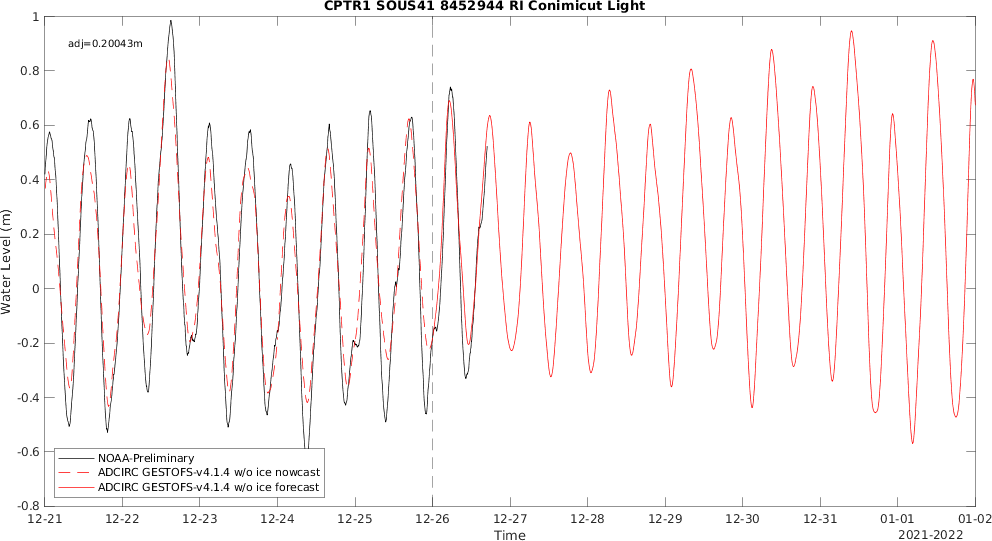 CPTR1 SOUS41 8452944 RI Conimicut Light
adj=0.20043m
1
0.8
0.6
0.4
0.2
0
-0.2
-0.4
-0.6
-0.8
Water Level (m)
NOAA-Preliminary
ADCIRC GESTOFS-v4.1.4 w/o ice nowcast
ADCIRC GESTOFS-v4.1.4 w/o ice forecast
12-21 12-22 12-23 12-24 12-25 12-26 12-27 12-28 12-29 12-30 12-31 01-01 01-02
Time
2021-2022